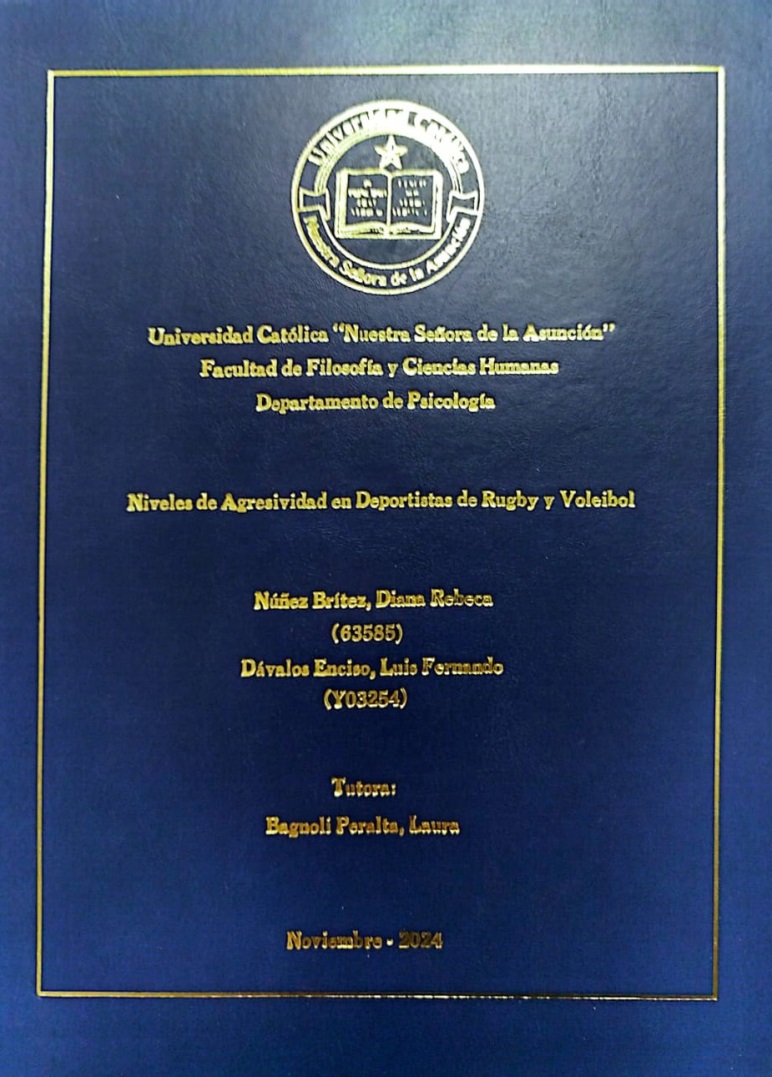 Universidad Católica
Nuestra Señora de la Asunción
Universidad Católica “Nuestra Señora de la Asunción”
Facultad de Filosofía y Ciencias Humanas
Departamento de Psicología
Niveles de Agresividad en Deportistas de Rugby y Voleibol
Núñez Brítez, Diana Rebeca
(63585)
Dávalos Enciso, Luis Fernando
(Y03254)
Tutora:
Bagnoli Peralta, Laura
Noviembre - 2024